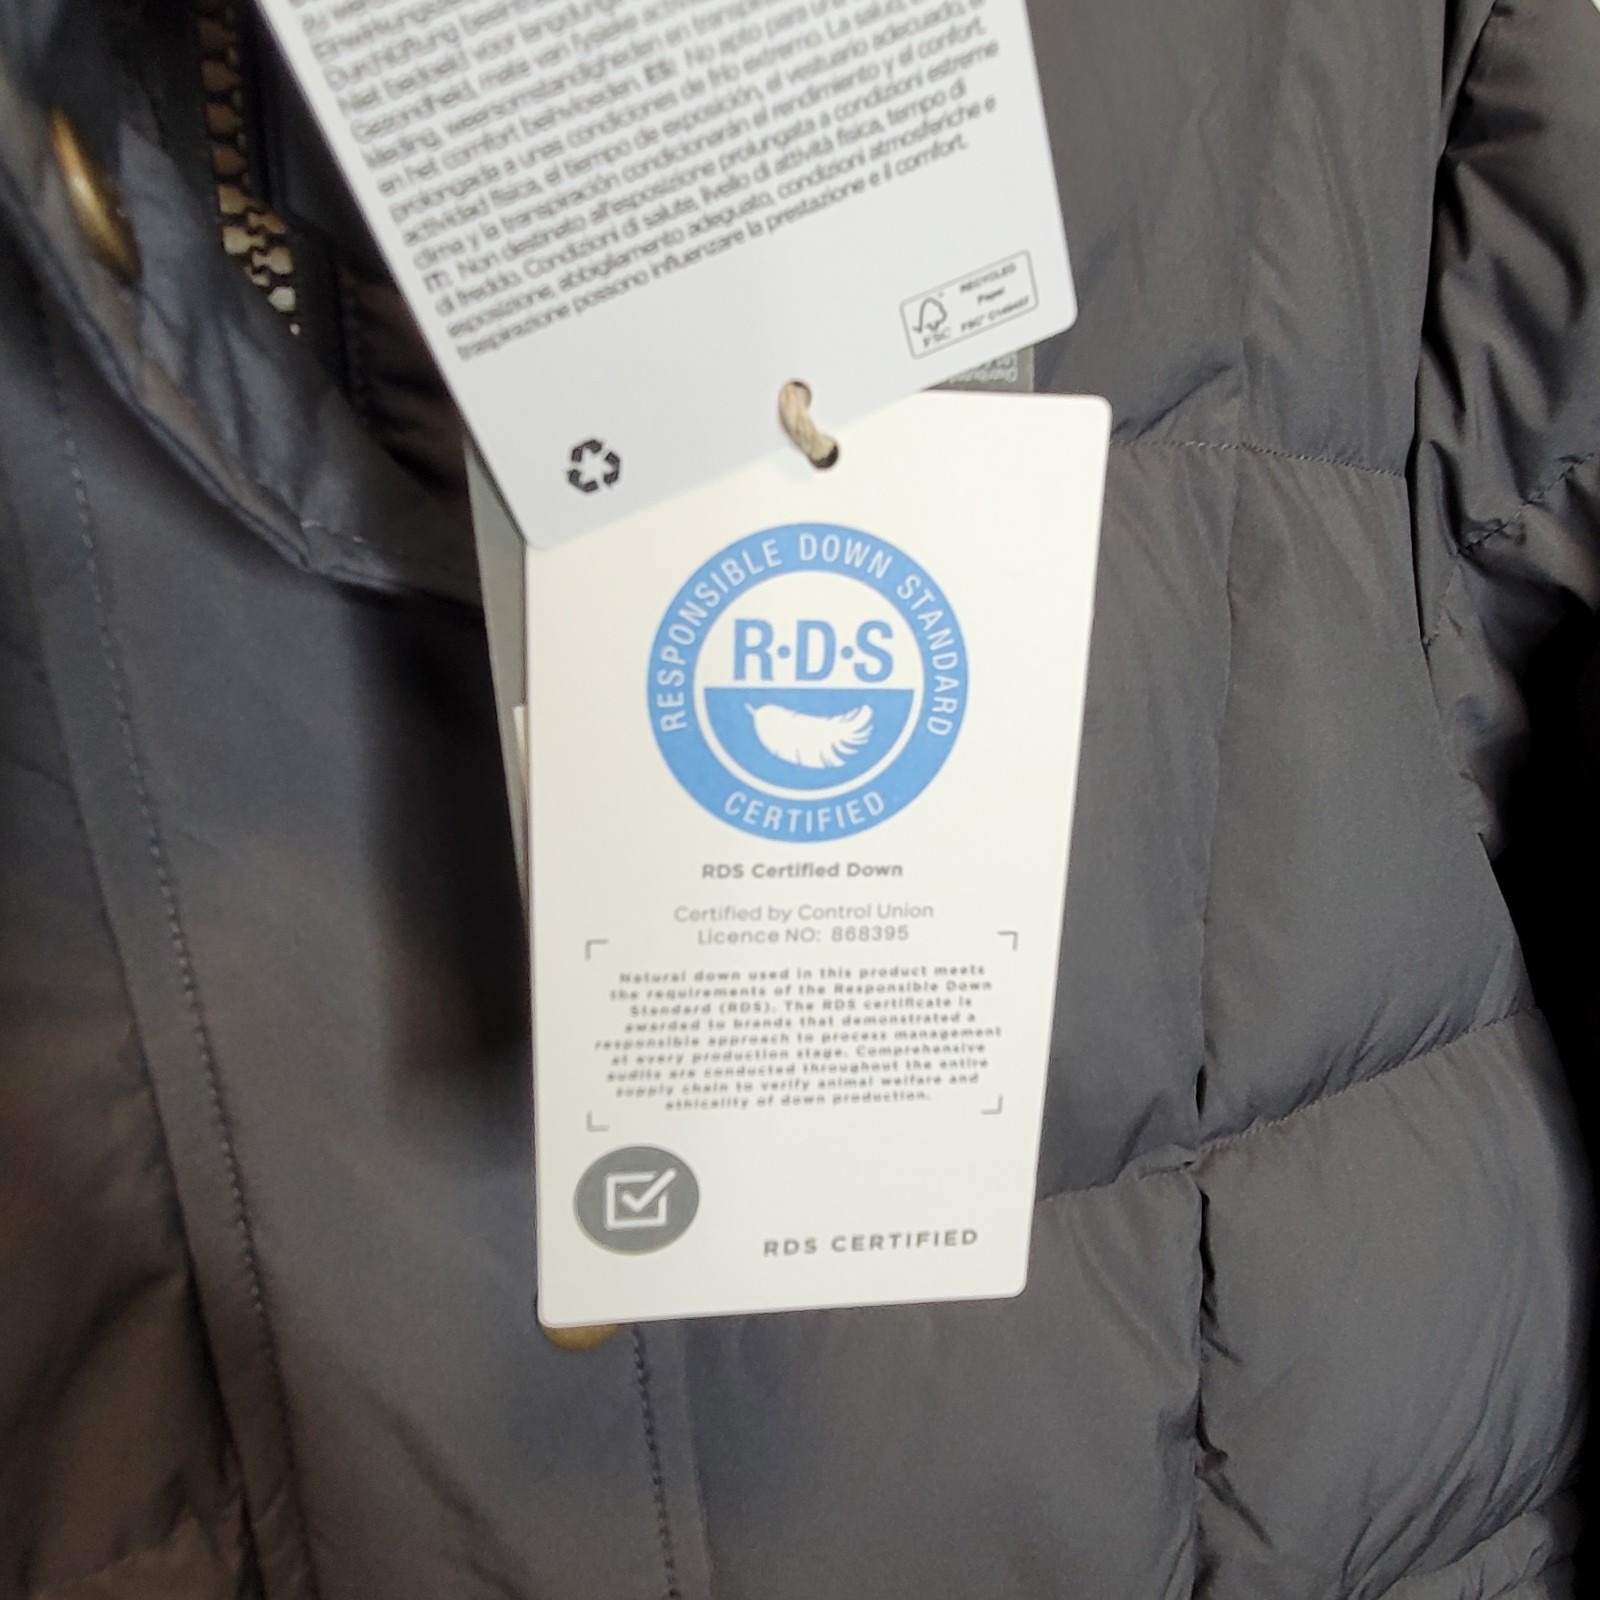 Net bedoeld voor langdurige
Gezondheid, mate van fysieke
kleding, weersomstandigheden en transpiratie
en het comfort beïnvloeden. ES: No apto para una
prolongada a unas condiciones de frío extremo. La salud,
actividad física, el tiempo de exposición, el vestuario adecuado, el
clima y la transpiración condicionarán el rendimiento y el confort.
IT: Non destinato all'esposizione prolungata a condizioni estreme
di freddo. Condizioni di salute, livello di attività fisica, tempo di
esposizione, abbigliamento adeguato, condizioni atmosferiche e
traspirazione possono influenzare la prestazione e il comfort.
RECYCLED
Paper
FSC
RESPONSIBLE DOWN STANDARD
R·D·S
CERTIFIED
RDS Certified Down
Certified by Control Union
Licence NO: 868395
Natural down used in this product meets
the requirements of the Responsible Down
Standard (RDS). The RDS certificate is
awarded to brands that demonstrated a
responsible approach to process management
at every production stage. Comprehensive
audits are conducted throughout the entire
supply chain to verify animal welfare and
ethicality of down production.
RDS CERTIFIED